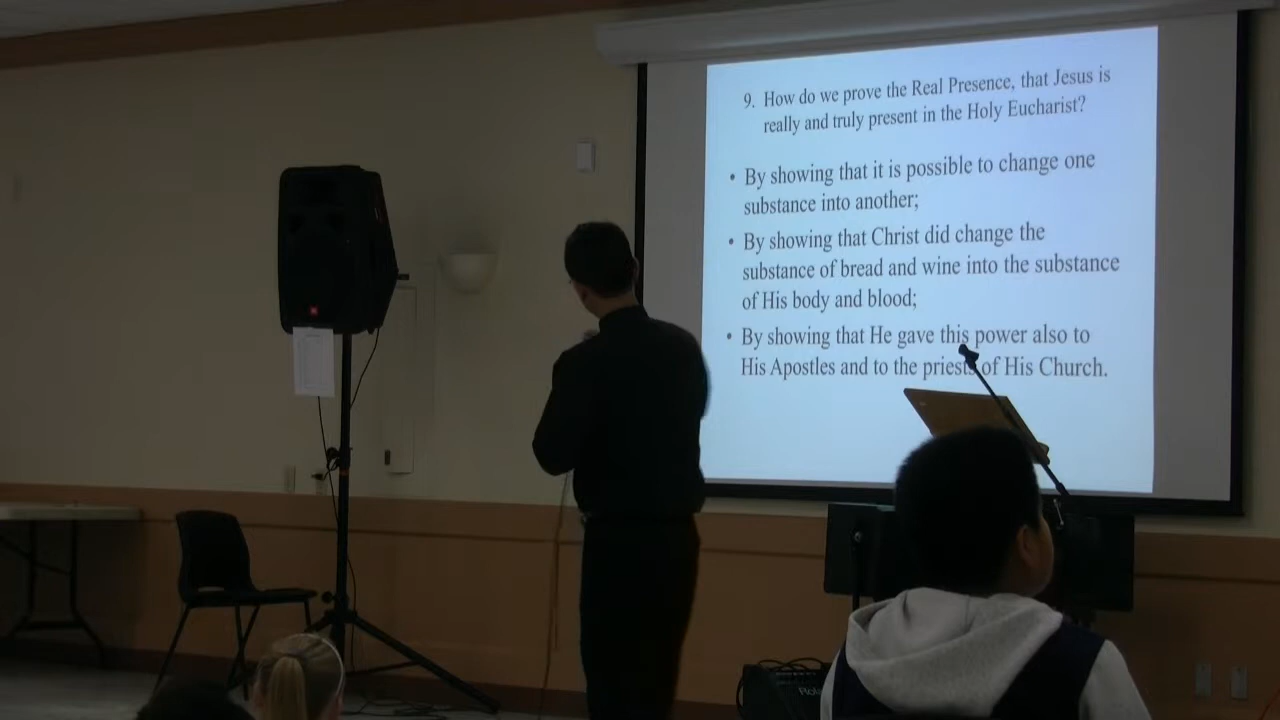 9. How do we prove the Real Presence, that Jesus is
really and truly present in the Holy Eucharist?
• By showing that it is possible to change one
substance into another;
• By showing that Christ did change the
substance of bread and wine into the substance
of His body and blood;
• By showing that He gave this power also to
His Apostles and to the priests of His Church.